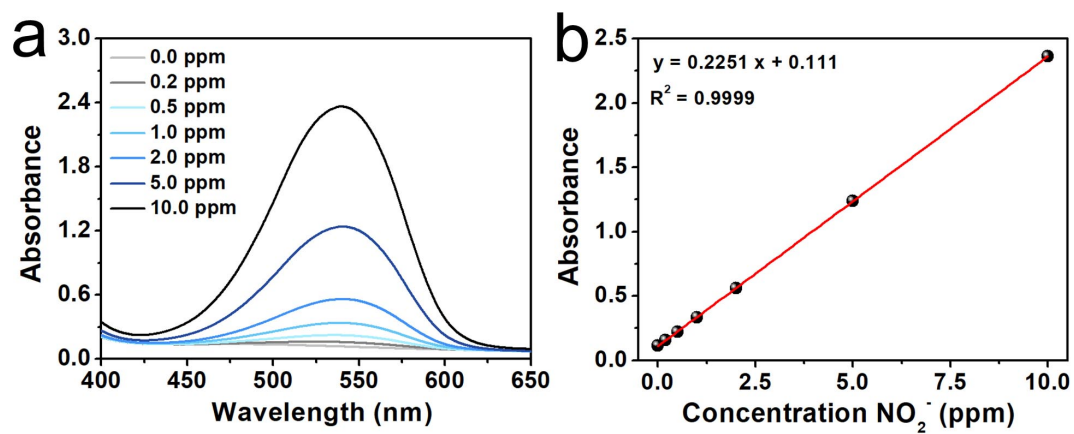 a
3.0
2.4
1.8
1.2
0.6
0.0
Absorbance
0.0 ppm
0.2 ppm
0.5 ppm
1.0 ppm
2.0 ppm
5.0 ppm
10.0 ppm
400
450
500
550
600
650
Wavelength (nm)
b
2.5
2.0
1.5
1.0
0.5
0.0
Absorbance
y = 0.2251 x + 0.111
R² = 0.9999
0.0
2.5
5.0
7.5
10.0
Concentration NO₂⁻ (ppm)